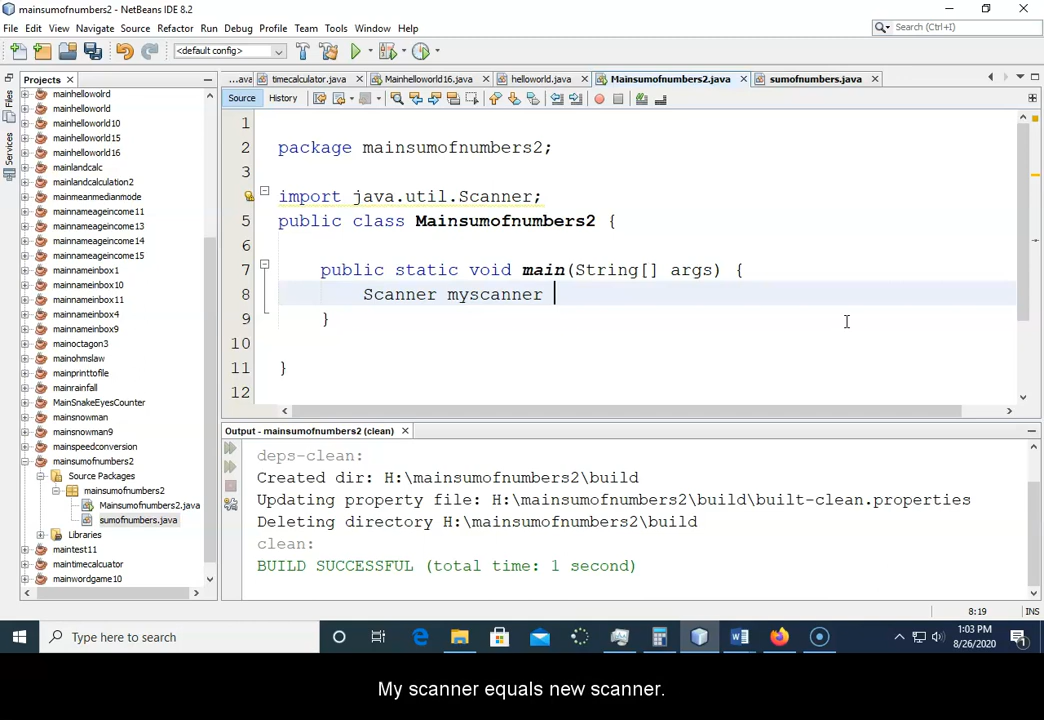 mainsumofnumbers2 - NetBeans IDE 8.2
File Edit View Navigate Source Refactor Run Debug Profile Team Tools Window Help
Search (Ctrl+I)
<default config>
Projects
...ava timecalculator.java Mainhelloworld16.java helloworld.java Mainsumofnumbers2.java sumofnumbers.java
Source History
Files
Services
mainhelloworld
mainhelloworld
mainhelloworld10
mainhelloworld15
mainhelloworld16
mainlandcalc
mainlandcalculation2
mainmeanmedianmode
mainnameageincome11
mainnameageincome13
mainnameageincome14
mainnameageincome15
mainnameinbox1
mainnameinbox10
mainnameinbox11
mainnameinbox4
mainnameinbox9
mainoctagon3
mainohmslaw
mainprinttofile
mainrainfall
MainSnakeEyesCounter
mainsnowman
mainsnowman9
mainspeedconversion
mainsumofnumbers2
Source Packages
mainsumofnumbers2
Mainsumofnumbers2.java
sumofnumbers.java
Libraries
maintest11
maintimecalcuator
mainwordgame10
1
2 package mainsumofnumbers2;
3
import java.util.Scanner;
5 public class Mainsumofnumbers2 {
6
7 public static void main(String[] args) {
8 Scanner myscanner
9 }
10
11 }
12
Output - mainsumofnumbers2 (clean)
deps-clean:
Created dir: H:\mainsumofnumbers2\build
Updating property file: H:\mainsumofnumbers2\build\built-clean.properties
Deleting directory H:\mainsumofnumbers2\build
clean:
BUILD SUCCESSFUL (total time: 1 second)
8:19 INS
Type here to search
1:03 PM
8/26/2020
1
My scanner equals new scanner.